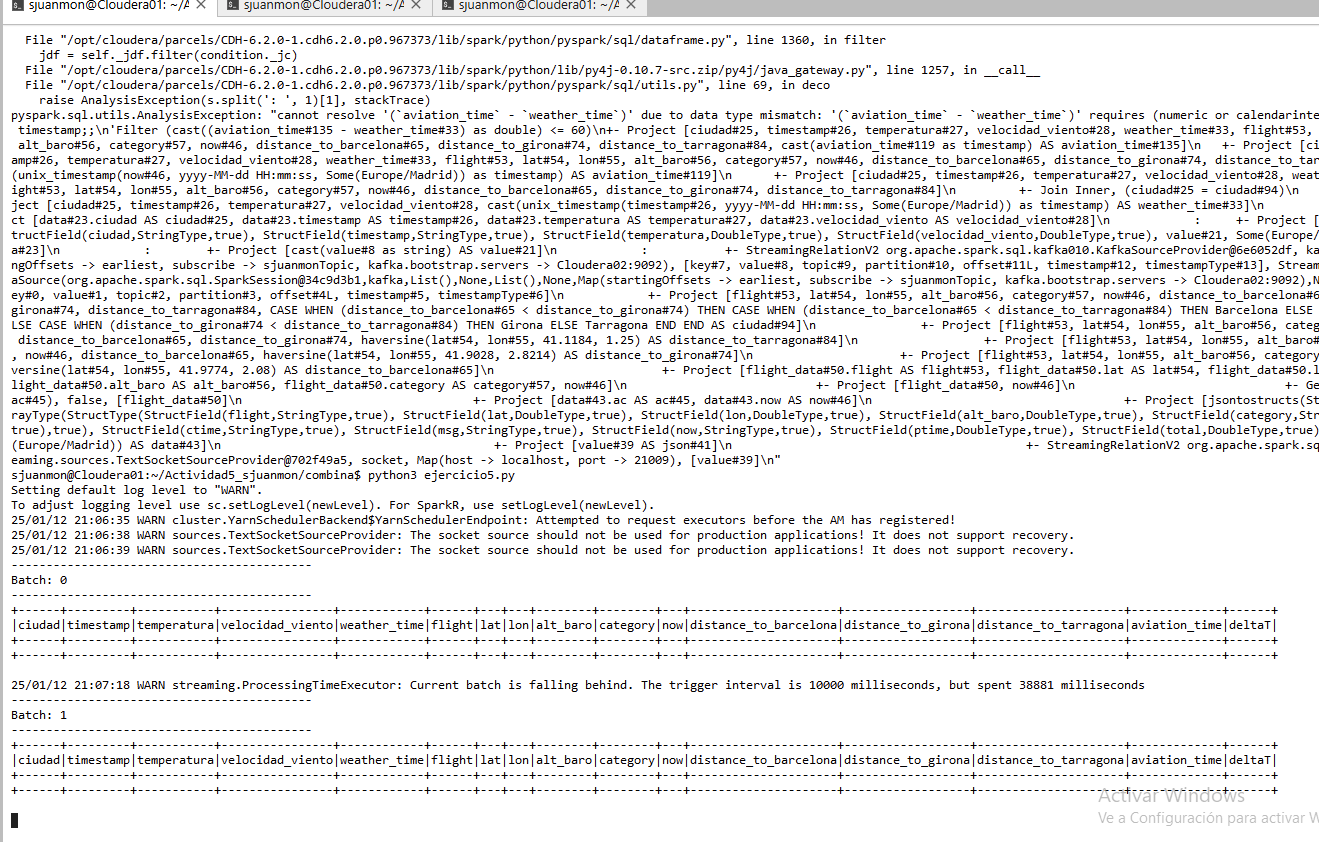 sjuanmon@Cloudera01: ~/A × sjuanmon@Cloudera01: ~/A × sjuanmon@Cloudera01: ~/A ×
File "/opt/cloudera/parcels/CDH-6.2.0-1.cdh6.2.0.p0.967373/lib/spark/python/pyspark/sql/dataframe.py", line 1360, in filter
jdf = self._jdf.filter(condition._jc)
File "/opt/cloudera/parcels/CDH-6.2.0-1.cdh6.2.0.p0.967373/lib/spark/python/lib/py4j-0.10.7-src.zip/py4j/java_gateway.py", line 1257, in __call__
File "/opt/cloudera/parcels/CDH-6.2.0-1.cdh6.2.0.p0.967373/lib/spark/python/pyspark/sql/utils.py", line 69, in deco
raise AnalysisException(s.split(': ', 1)[1], stackTrace)
pyspark.sql.utils.AnalysisException: "cannot resolve '(`aviation_time` - `weather_time`)' due to data type mismatch: '(`aviation_time` - `weather_time`)' requires (numeric or calendarinte
timestamp;;\n'Filter (cast((aviation_time#135 - weather_time#33) as double) <= 60)\n+- Project [ciudad#25, timestamp#26, temperatura#27, velocidad_viento#28, weather_time#33, flight#53,
alt_baro#56, category#57, now#46, distance_to_barcelona#65, distance_to_girona#74, distance_to_tarragona#84, cast(aviation_time#119 as timestamp) AS aviation_time#135]\n   +- Project [ci
amp#26, temperatura#27, velocidad_viento#28, weather_time#33, flight#53, lat#54, lon#55, alt_baro#56, category#57, now#46, distance_to_barcelona#65, distance_to_girona#74, distance_to_tar
(unix_timestamp(now#46, yyyy-MM-dd HH:mm:ss, Some(Europe/Madrid)) as timestamp) AS aviation_time#119]\n      +- Project [ciudad#25, timestamp#26, temperatura#27, velocidad_viento#28, weat
ight#53, lat#54, lon#55, alt_baro#56, category#57, now#46, distance_to_barcelona#65, distance_to_girona#74, distance_to_tarragona#84]\n         +- Join Inner, (ciudad#25 = ciudad#94)\n
ject [ciudad#25, timestamp#26, temperatura#27, velocidad_viento#28, cast(unix_timestamp(timestamp#26, yyyy-MM-dd HH:mm:ss, Some(Europe/Madrid)) as timestamp) AS weather_time#33]\n
ct [data#23.ciudad AS ciudad#25, data#23.timestamp AS timestamp#26, data#23.temperatura AS temperatura#27, data#23.velocidad_viento AS velocidad_viento#28]\n            :     +- Project [
tructField(ciudad,StringType,true), StructField(timestamp,StringType,true), StructField(temperatura,DoubleType,true), StructField(velocidad_viento,DoubleType,true), value#21, Some(Europe/
a#23]\n            :        +- Project [cast(value#8 as string) AS value#21]\n            :           +- StreamingRelationV2 org.apache.spark.sql.kafka010.KafkaSourceProvider@6e6052df, ka
ngOffsets -> earliest, subscribe -> sjuanmonTopic, kafka.bootstrap.servers -> Cloudera02:9092), [key#7, value#8, topic#9, partition#10, offset#11L, timestamp#12, timestampType#13], Stream
aSource(org.apache.spark.sql.SparkSession@34c9d3b1,kafka,List(),None,List(),None,Map(startingOffsets -> earliest, subscribe -> sjuanmonTopic, kafka.bootstrap.servers -> Cloudera02:9092),N
ey#0, value#1, topic#2, partition#3, offset#4L, timestamp#5, timestampType#6]\n            +- Project [flight#53, lat#54, lon#55, alt_baro#56, category#57, now#46, distance_to_barcelona#6
girona#74, distance_to_tarragona#84, CASE WHEN (distance_to_barcelona#65 < distance_to_girona#74) THEN CASE WHEN (distance_to_barcelona#65 < distance_to_tarragona#84) THEN Barcelona ELSE
LSE CASE WHEN (distance_to_girona#74 < distance_to_tarragona#84) THEN Girona ELSE Tarragona END END AS ciudad#94]\n               +- Project [flight#53, lat#54, lon#55, alt_baro#56, categ
distance_to_barcelona#65, distance_to_girona#74, haversine(lat#54, lon#55, 41.1184, 1.25) AS distance_to_tarragona#84]\n                  +- Project [flight#53, lat#54, lon#55, alt_baro#
, now#46, distance_to_barcelona#65, haversine(lat#54, lon#55, 41.9028, 2.8214) AS distance_to_girona#74]\n                     +- Project [flight#53, lat#54, lon#55, alt_baro#56, category
versine(lat#54, lon#55, 41.9774, 2.08) AS distance_to_barcelona#65]\n                        +- Project [flight_data#50.flight AS flight#53, flight_data#50.lat AS lat#54, flight_data#50.l
light_data#50.alt_baro AS alt_baro#56, flight_data#50.category AS category#57, now#46]\n                           +- Project [flight_data#50, now#46]\n                              +- Ge
ac#45), false, [flight_data#50]\n                                 +- Project [data#43.ac AS ac#45, data#43.now AS now#46]\n                                    +- Project [jsontostructs(St
rayType(StructType(StructField(flight,StringType,true), StructField(lat,DoubleType,true), StructField(lon,DoubleType,true), StructField(alt_baro,DoubleType,true), StructField(category,Str
true),true), StructField(ctime,StringType,true), StructField(msg,StringType,true), StructField(now,StringType,true), StructField(ptime,DoubleType,true), StructField(total,DoubleType,true)
(Europe/Madrid)) AS data#43]\n                                       +- Project [value#39 AS json#41]\n                                          +- StreamingRelationV2 org.apache.spark.sq
eaming.sources.TextSocketSourceProvider@702f49a5, socket, Map(host -> localhost, port -> 21009), [value#39]\n"
sjuanmon@Cloudera01:~/Actividad5_sjuanmon/combina$ python3 ejercicio5.py
Setting default log level to "WARN".
To adjust logging level use sc.setLogLevel(newLevel). For SparkR, use setLogLevel(newLevel).
25/01/12 21:06:35 WARN cluster.YarnSchedulerBackend$YarnSchedulerEndpoint: Attempted to request executors before the AM has registered!
25/01/12 21:06:38 WARN sources.TextSocketSourceProvider: The socket source should not be used for production applications! It does not support recovery.
25/01/12 21:06:39 WARN sources.TextSocketSourceProvider: The socket source should not be used for production applications! It does not support recovery.
-------------------------------------------
Batch: 0
-------------------------------------------
+------+---------+-----------+----------------+------------+------+---+---+--------+--------+---+---------------------+------------------+---------------------+-------------+------+
|ciudad|timestamp|temperatura|velocidad_viento|weather_time|flight|lat|lon|alt_baro|category|now|distance_to_barcelona|distance_to_girona|distance_to_tarragona|aviation_time|deltaT|
+------+---------+-----------+----------------+------------+------+---+---+--------+--------+---+---------------------+------------------+---------------------+-------------+------+
+------+---------+-----------+----------------+------------+------+---+---+--------+--------+---+---------------------+------------------+---------------------+-------------+------+
25/01/12 21:07:18 WARN streaming.ProcessingTimeExecutor: Current batch is falling behind. The trigger interval is 10000 milliseconds, but spent 38881 milliseconds
-------------------------------------------
Batch: 1
-------------------------------------------
+------+---------+-----------+----------------+------------+------+---+---+--------+--------+---+---------------------+------------------+---------------------+-------------+------+
|ciudad|timestamp|temperatura|velocidad_viento|weather_time|flight|lat|lon|alt_baro|category|now|distance_to_barcelona|distance_to_girona|distance_to_tarragona|aviation_time|deltaT|
+------+---------+-----------+----------------+------------+------+---+---+--------+--------+---+---------------------+------------------+---------------------+-------------+------+
+------+---------+-----------+----------------+------------+------+---+---+--------+--------+---+---------------------+------------------+---------------------+-------------+------+
Activar Windows
Ve a Configuración para activar W